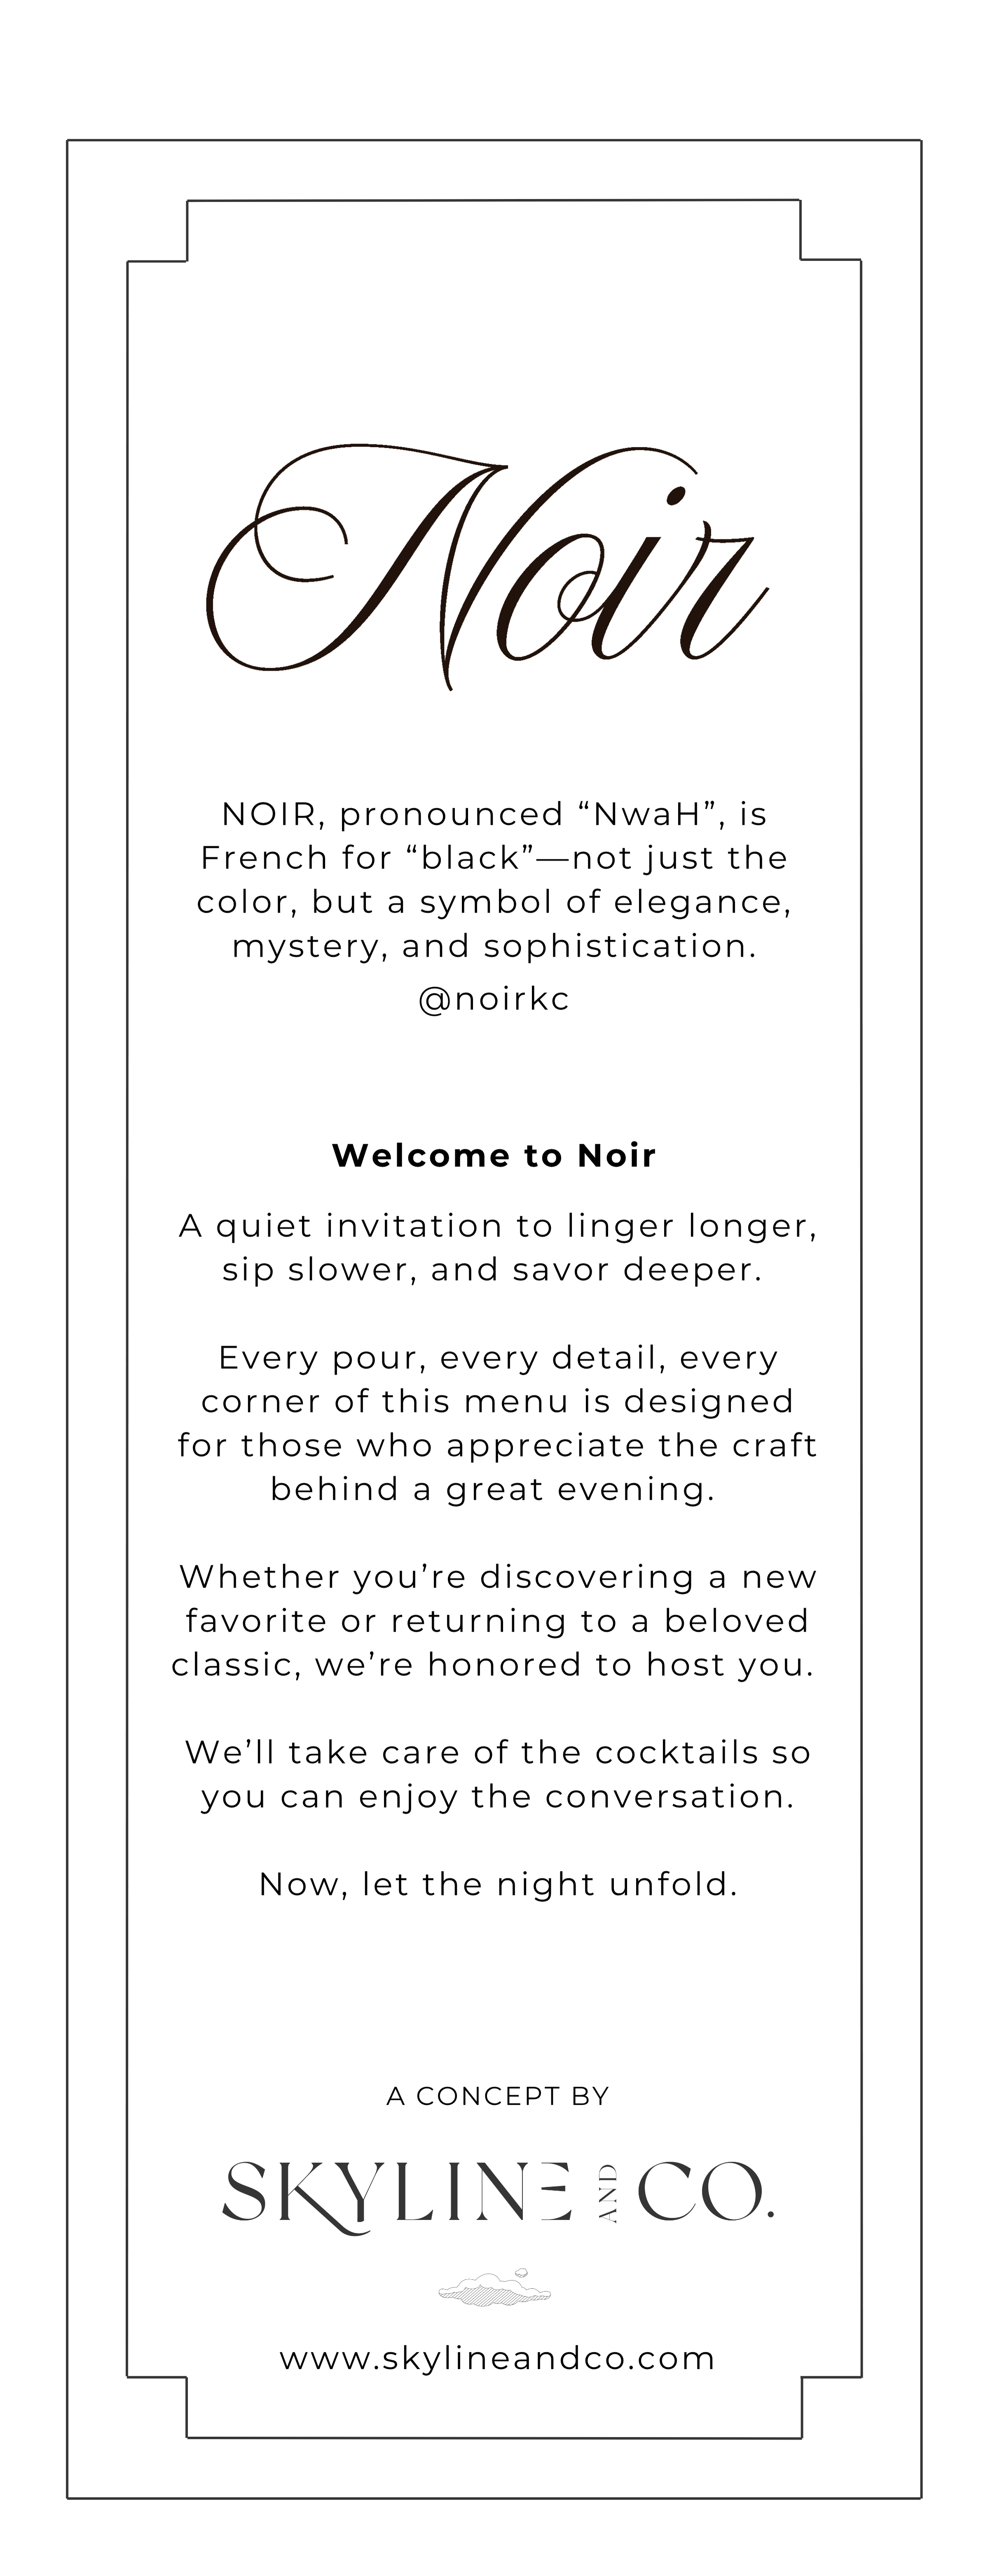 Noir
NOIR, pronounced “NwaH”, is
French for “black”—not just the
color, but a symbol of elegance,
mystery, and sophistication.
@noirkc
Welcome to Noir
A quiet invitation to linger longer,
sip slower, and savor deeper.
Every pour, every detail, every
corner of this menu is designed
for those who appreciate the craft
behind a great evening.
Whether you’re discovering a new
favorite or returning to a beloved
classic, we’re honored to host you.
We’ll take care of the cocktails so
you can enjoy the conversation.
Now, let the night unfold.
A CONCEPT BY
SKYLINE AND CO.
www.skylineandco.com